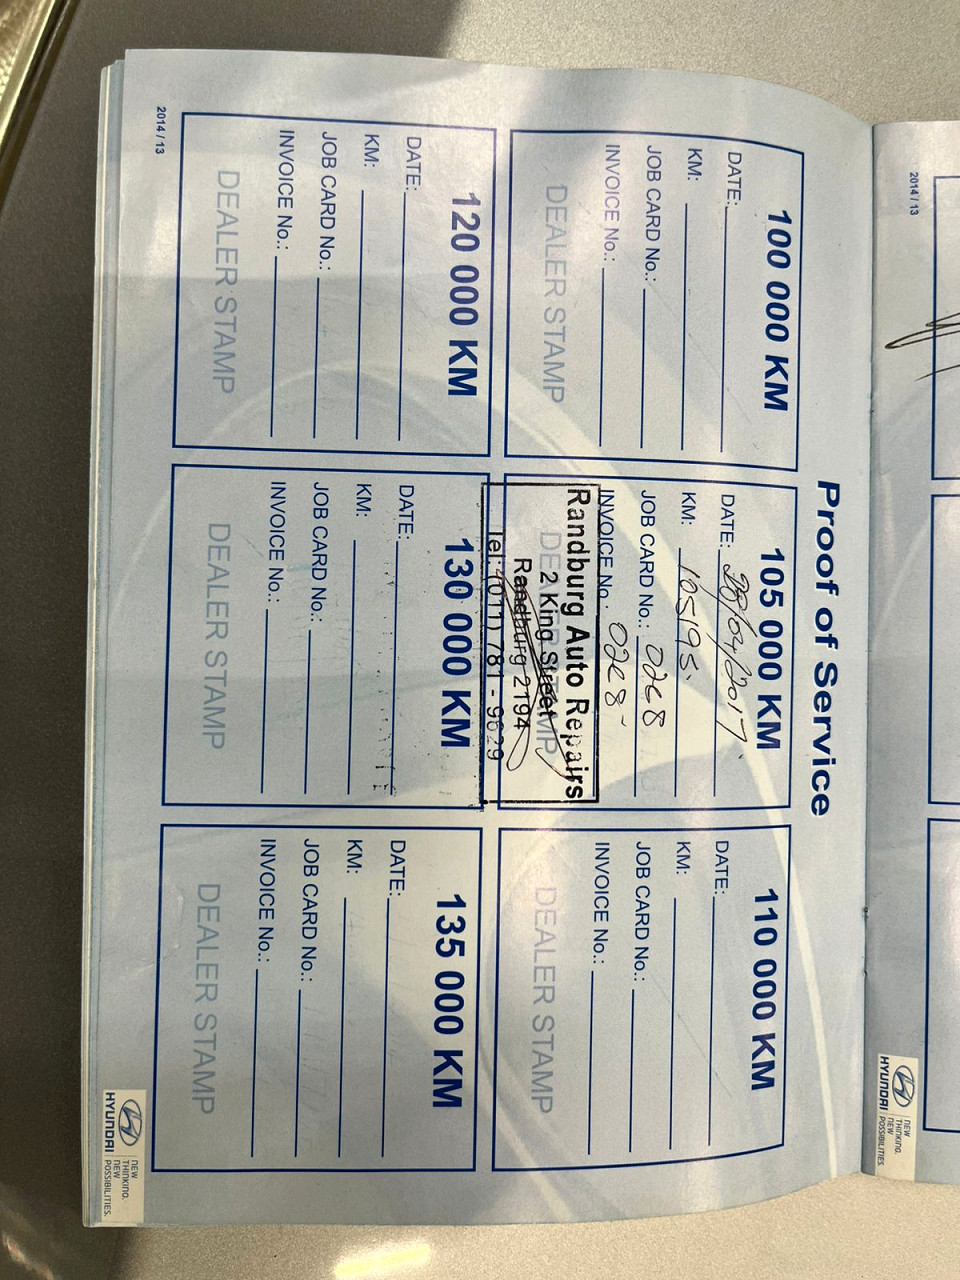 Proof of Service
100 000 KM
DATE:
KM:
JOB CARD No.:
INVOICE No.:
DEALER STAMP
105 000 KM
DATE: 28/02/2017
KM: 105195
JOB CARD No.: 0268
INVOICE No.: 0268
DEALER STAMP
Randburg Auto Repairs
2 King Street
Randburg 2194
Tel: (011) 781 - 9629
110 000 KM
DATE:
KM:
JOB CARD No.:
INVOICE No.:
DEALER STAMP
120 000 KM
DATE:
KM:
JOB CARD No.:
INVOICE No.:
DEALER STAMP
130 000 KM
DATE:
KM:
JOB CARD No.:
INVOICE No.:
DEALER STAMP
135 000 KM
DATE:
KM:
JOB CARD No.:
INVOICE No.:
DEALER STAMP
2014 / 13
HYUNDAI
NEW
THINKING.
NEW
POSSIBILITIES.
2014 / 13
HYUNDAI
NEW
THINKING.
NEW
POSSIBILITIES.